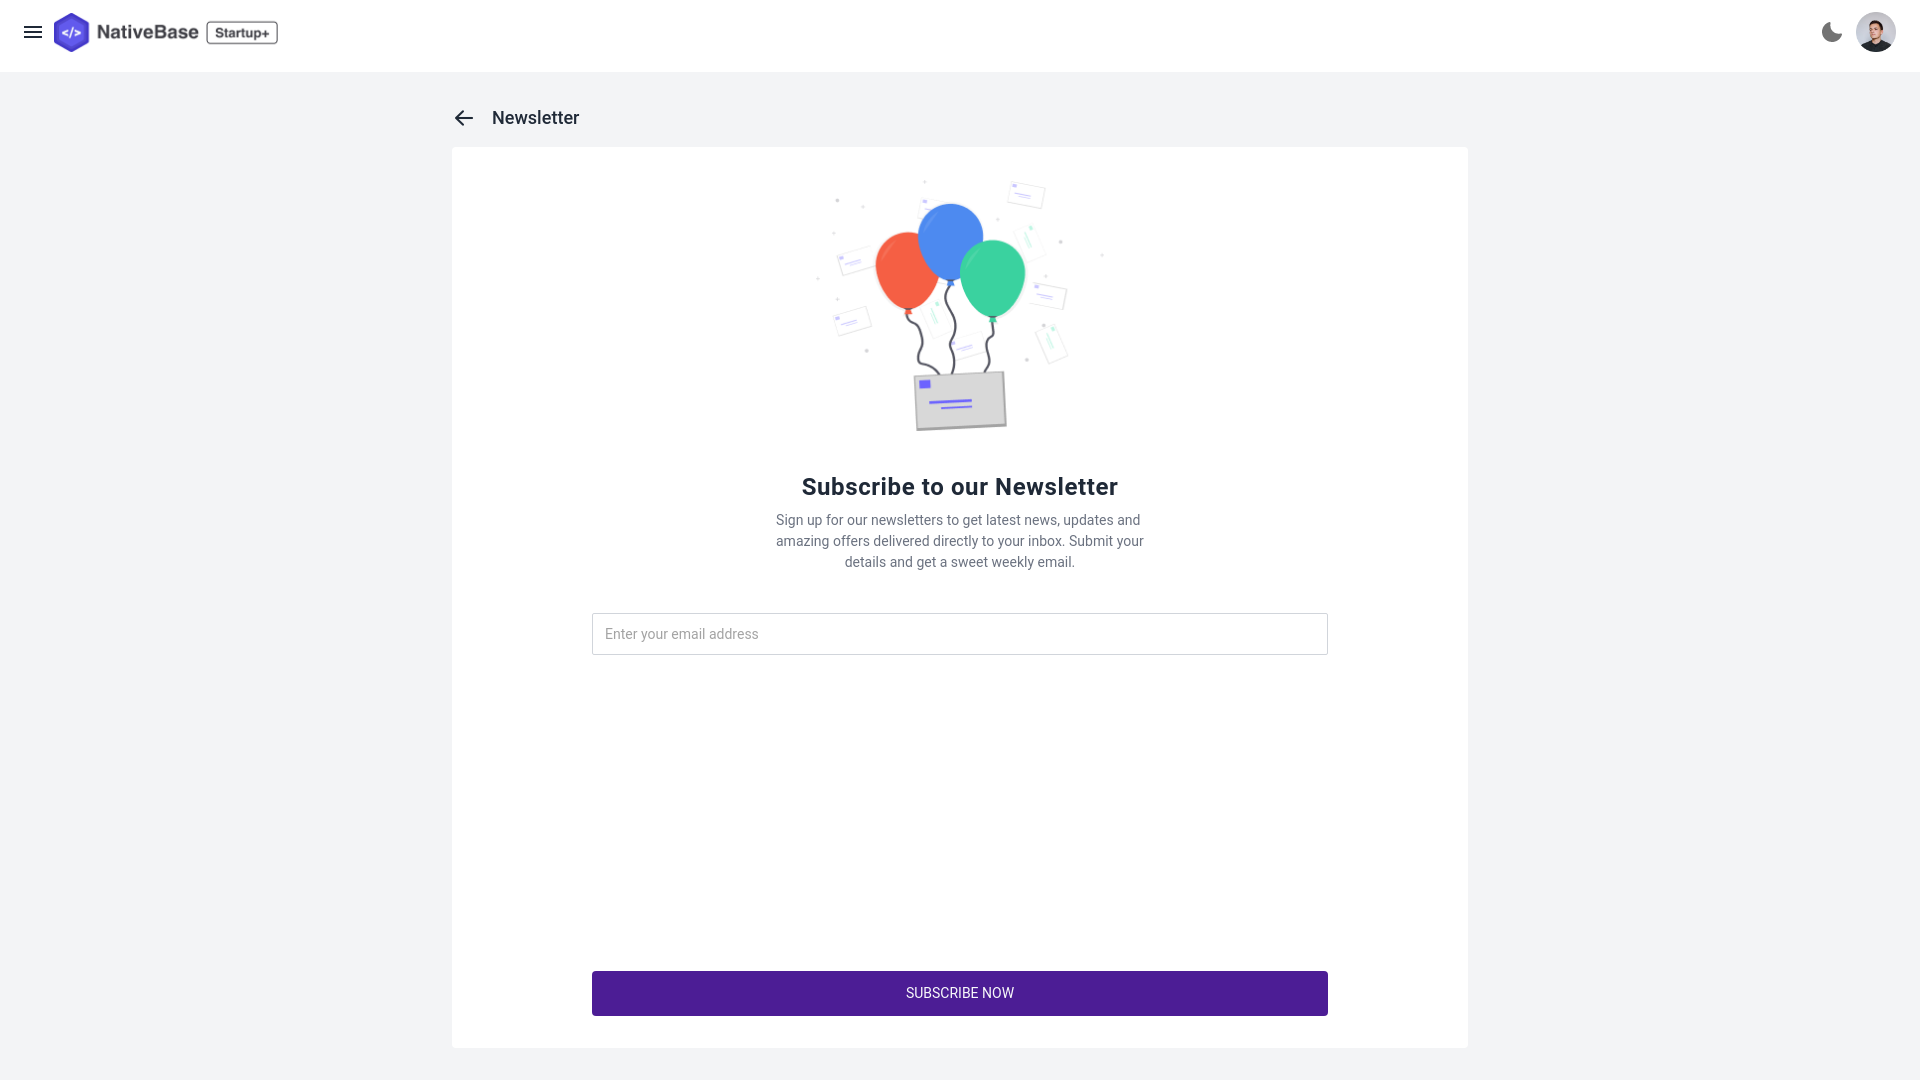 </> NativeBase Startup+
Newsletter
Subscribe to our Newsletter
Sign up for our newsletters to get latest news, updates and
amazing offers delivered directly to your inbox. Submit your
details and get a sweet weekly email.
Enter your email address
SUBSCRIBE NOW